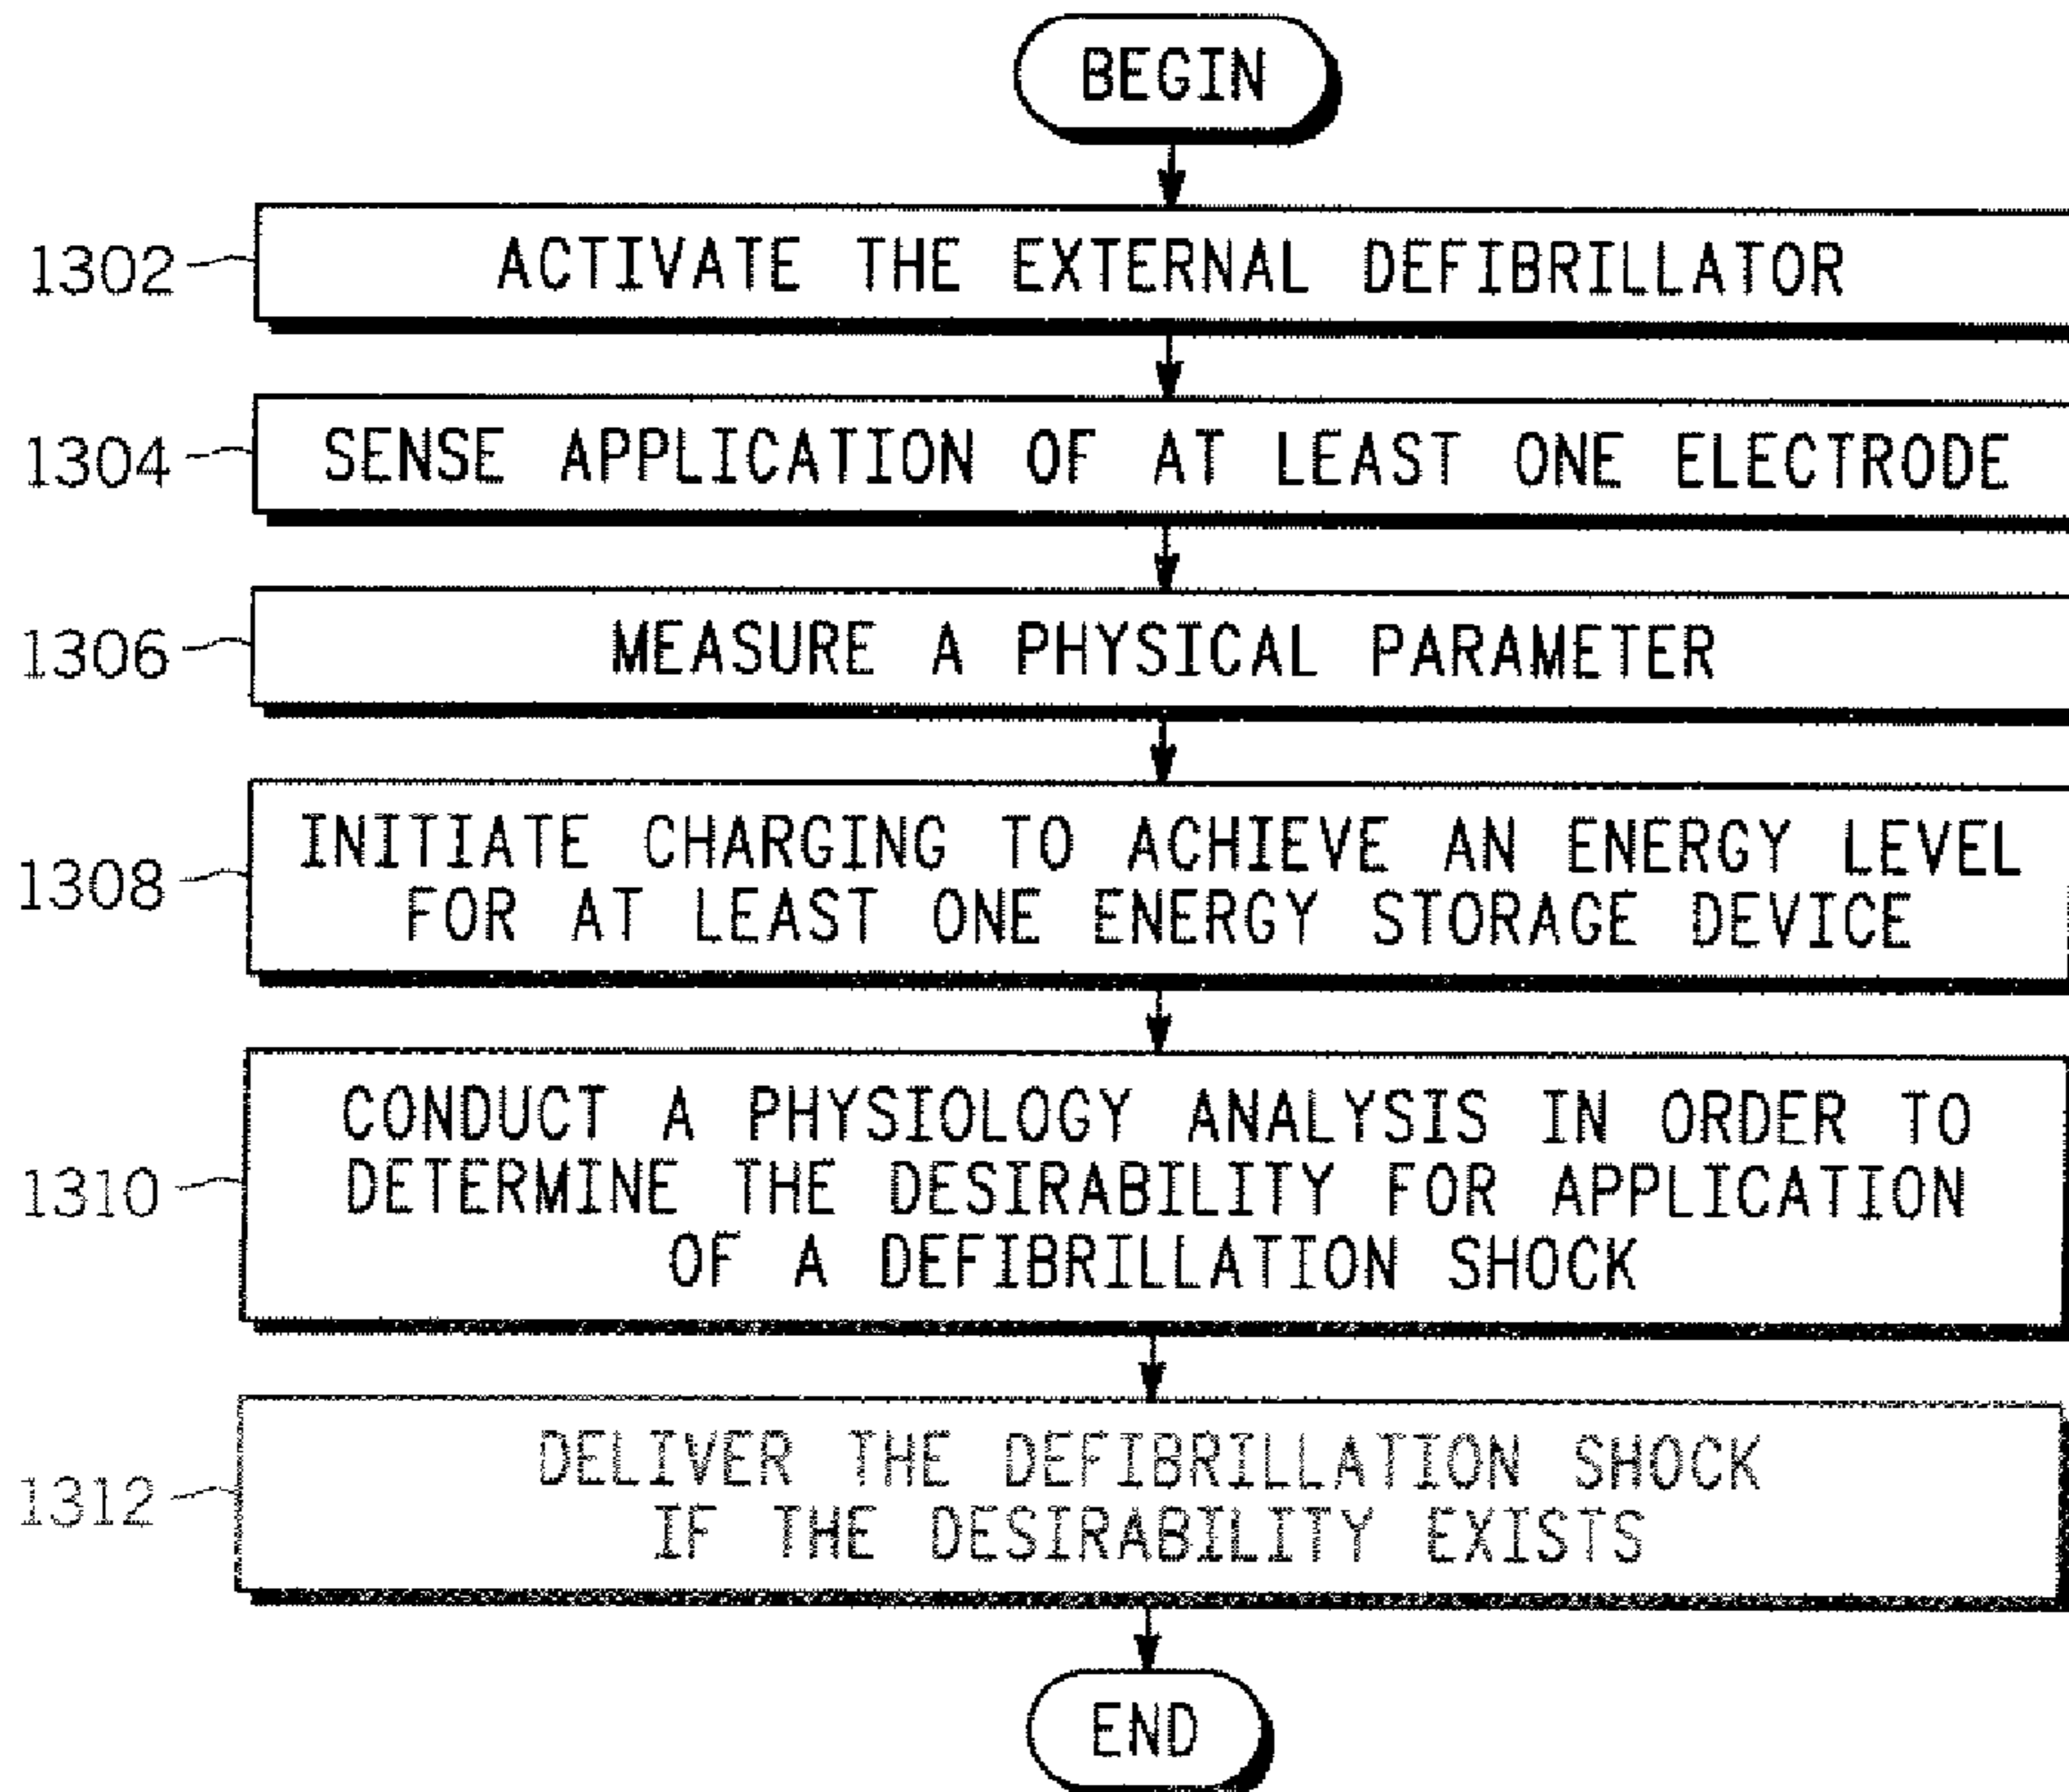 BEGIN
1302
ACTIVATE THE EXTERNAL DEFIBRILLATOR
1304
SENSE APPLICATION OF AT LEAST ONE ELECTRODE
1306
MEASURE A PHYSICAL PARAMETER
1308
INITIATE CHARGING TO ACHIEVE AN ENERGY LEVEL
FOR AT LEAST ONE ENERGY STORAGE DEVICE
1310
CONDUCT A PHYSIOLOGY ANALYSIS IN ORDER TO
DETERMINE THE DESIRABILITY FOR APPLICATION
OF A DEFIBRILLATION SHOCK
1312
DELIVER THE DEFIBRILLATION SHOCK
IF THE DESIRABILITY EXISTS
END